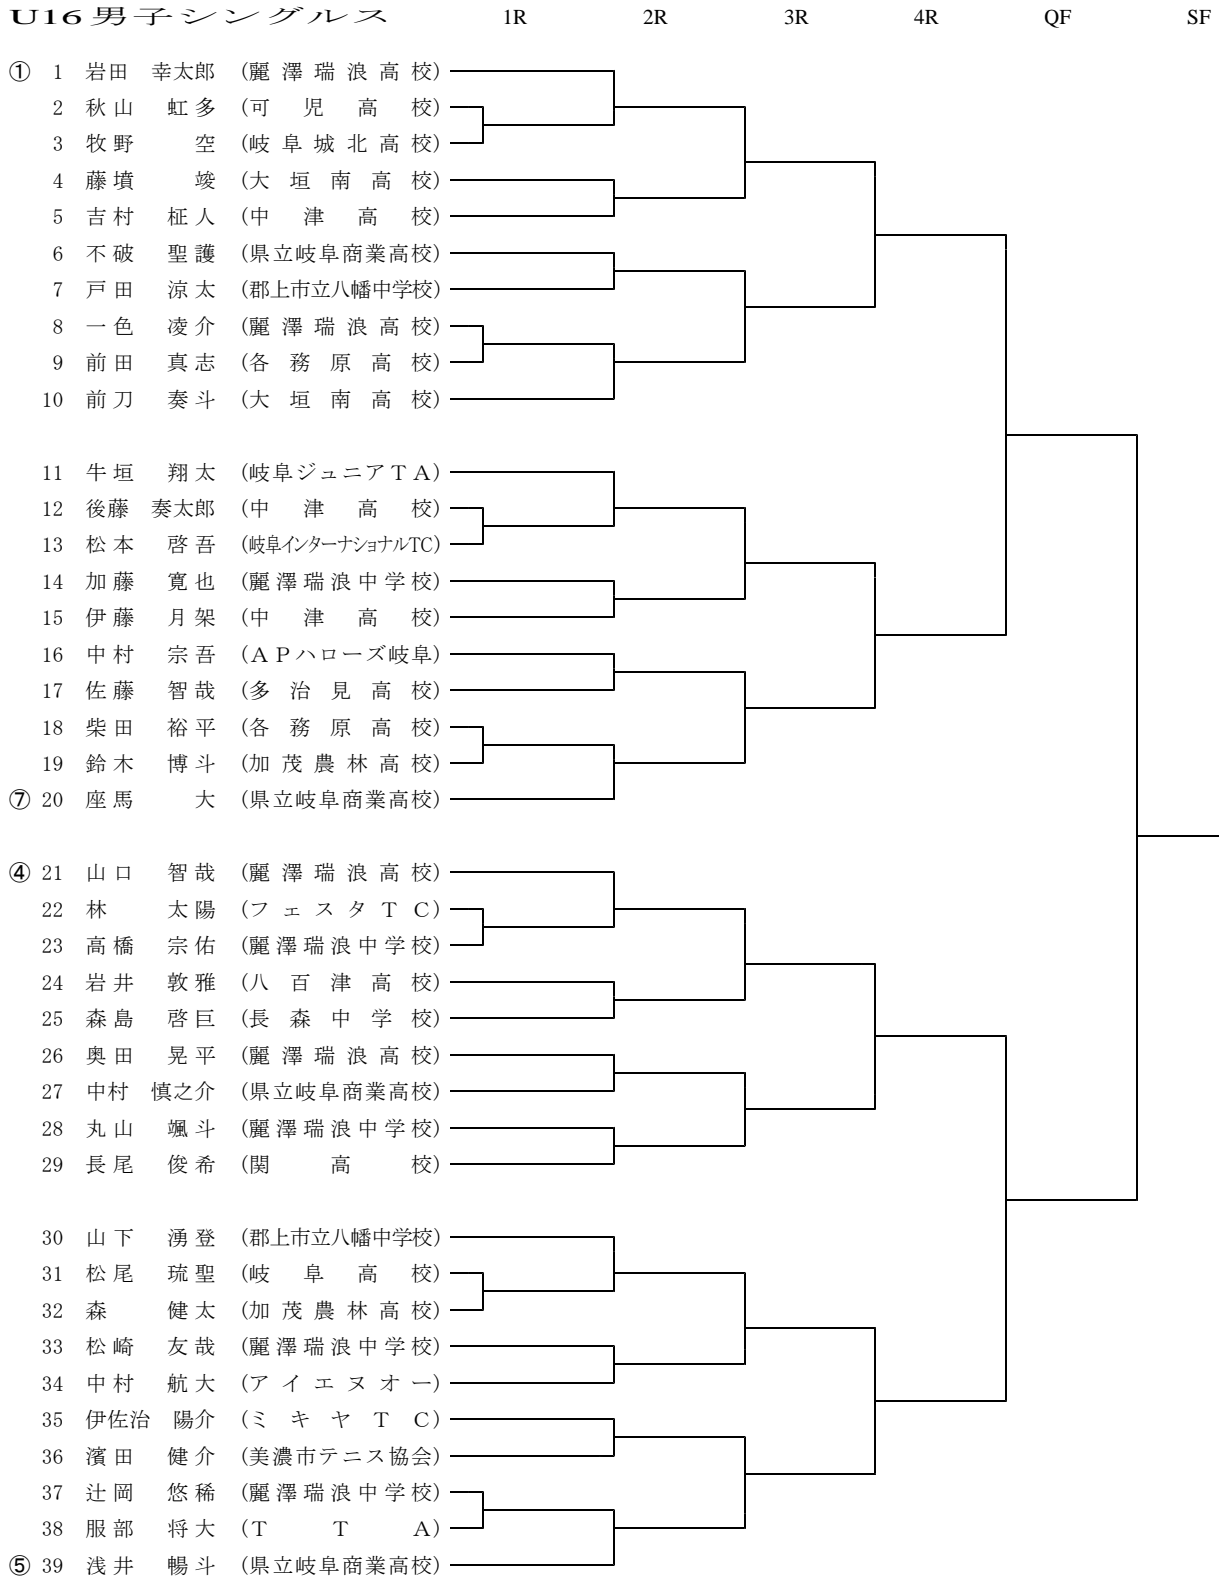 U16男子シングルス 1R 2R 3R 4R QF SF
① 1 岩田 幸太郎 (麗澤瑞浪高校)
2 秋山 虹多 (可児高校)
3 牧野 空 (岐阜城北高校)
4 藤墳 竣 (大垣南高校)
5 吉村 柾人 (中津高校)
6 不破 聖護 (県立岐阜商業高校)
7 戸田 涼太 (郡上市立八幡中学校)
8 一色 凌介 (麗澤瑞浪高校)
9 前田 真志 (各務原高校)
10 前刀 奏斗 (大垣南高校)
11 牛垣 翔太 (岐阜ジュニアTA)
12 後藤 奏太郎 (中津高校)
13 松本 啓吾 (岐阜インターナショナルTC)
14 加藤 寛也 (麗澤瑞浪中学校)
15 伊藤 月架 (中津高校)
16 中村 宗吾 (APハローズ岐阜)
17 佐藤 智哉 (多治見高校)
18 柴田 裕平 (各務原高校)
19 鈴木 博斗 (加茂農林高校)
⑦ 20 座馬 大 (県立岐阜商業高校)
④ 21 山口 智哉 (麗澤瑞浪高校)
22 林 太陽 (フェスタTC)
23 高橋 宗佑 (麗澤瑞浪中学校)
24 岩井 敦雅 (八百津高校)
25 森島 啓巨 (長森中学校)
26 奥田 晃平 (麗澤瑞浪高校)
27 中村 慎之介 (県立岐阜商業高校)
28 丸山 颯斗 (麗澤瑞浪中学校)
29 長尾 俊希 (関高校)
30 山下 湧登 (郡上市立八幡中学校)
31 松尾 琉聖 (岐阜高校)
32 森 健太 (加茂農林高校)
33 松崎 友哉 (麗澤瑞浪中学校)
34 中村 航大 (アイエヌオー)
35 伊佐治 陽介 (ミキヤTC)
36 濱田 健介 (美濃市テニス協会)
37 辻岡 悠稀 (麗澤瑞浪中学校)
38 服部 将大 (TTA)
⑤ 39 浅井 暢斗 (県立岐阜商業高校)